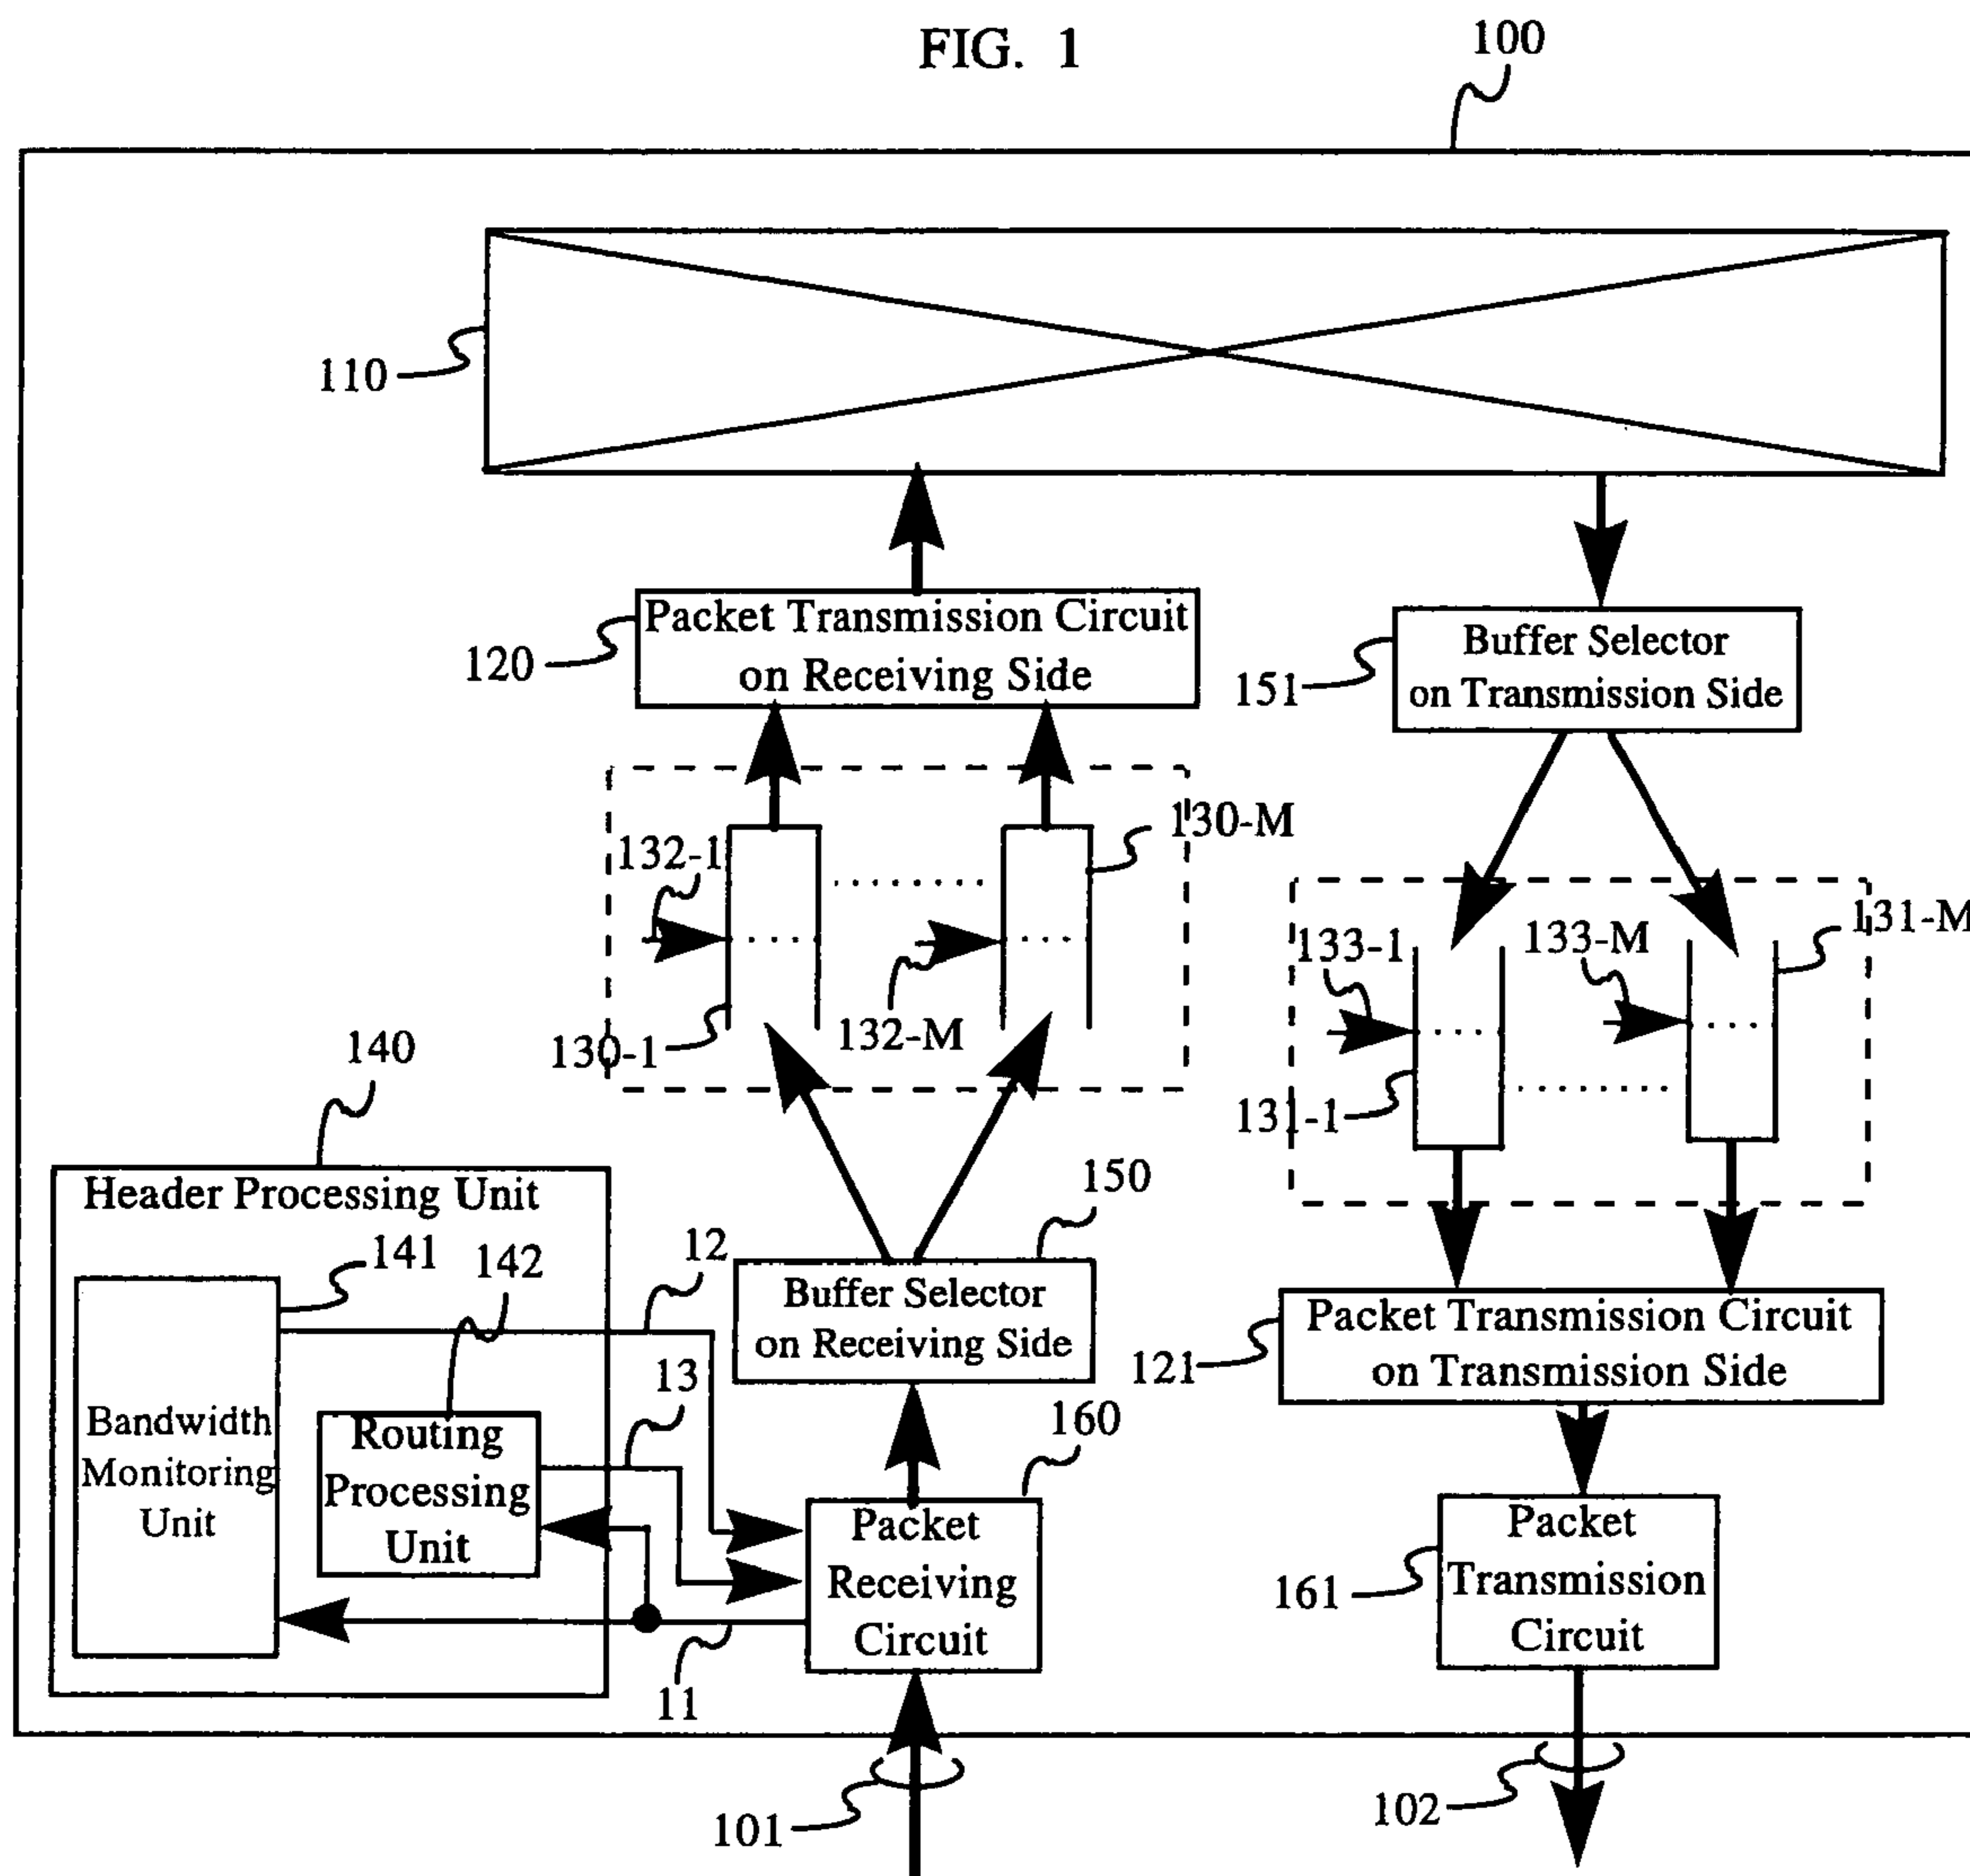 FIG. 1
100
110
Packet Transmission Circuit
on Receiving Side
120
Buffer Selector
on Transmission Side
151
130-M
132-1
131-M
133-1
133-M
132-M
130-1
140
131-1
150
Header Processing Unit
141
142
12
Buffer Selector
on Receiving Side
Packet Transmission Circuit
on Transmission Side
121
13
160
Bandwidth
Monitoring
Unit
Routing
Processing
Unit
Packet
Receiving
Circuit
Packet
Transmission
Circuit
161
11
101
102